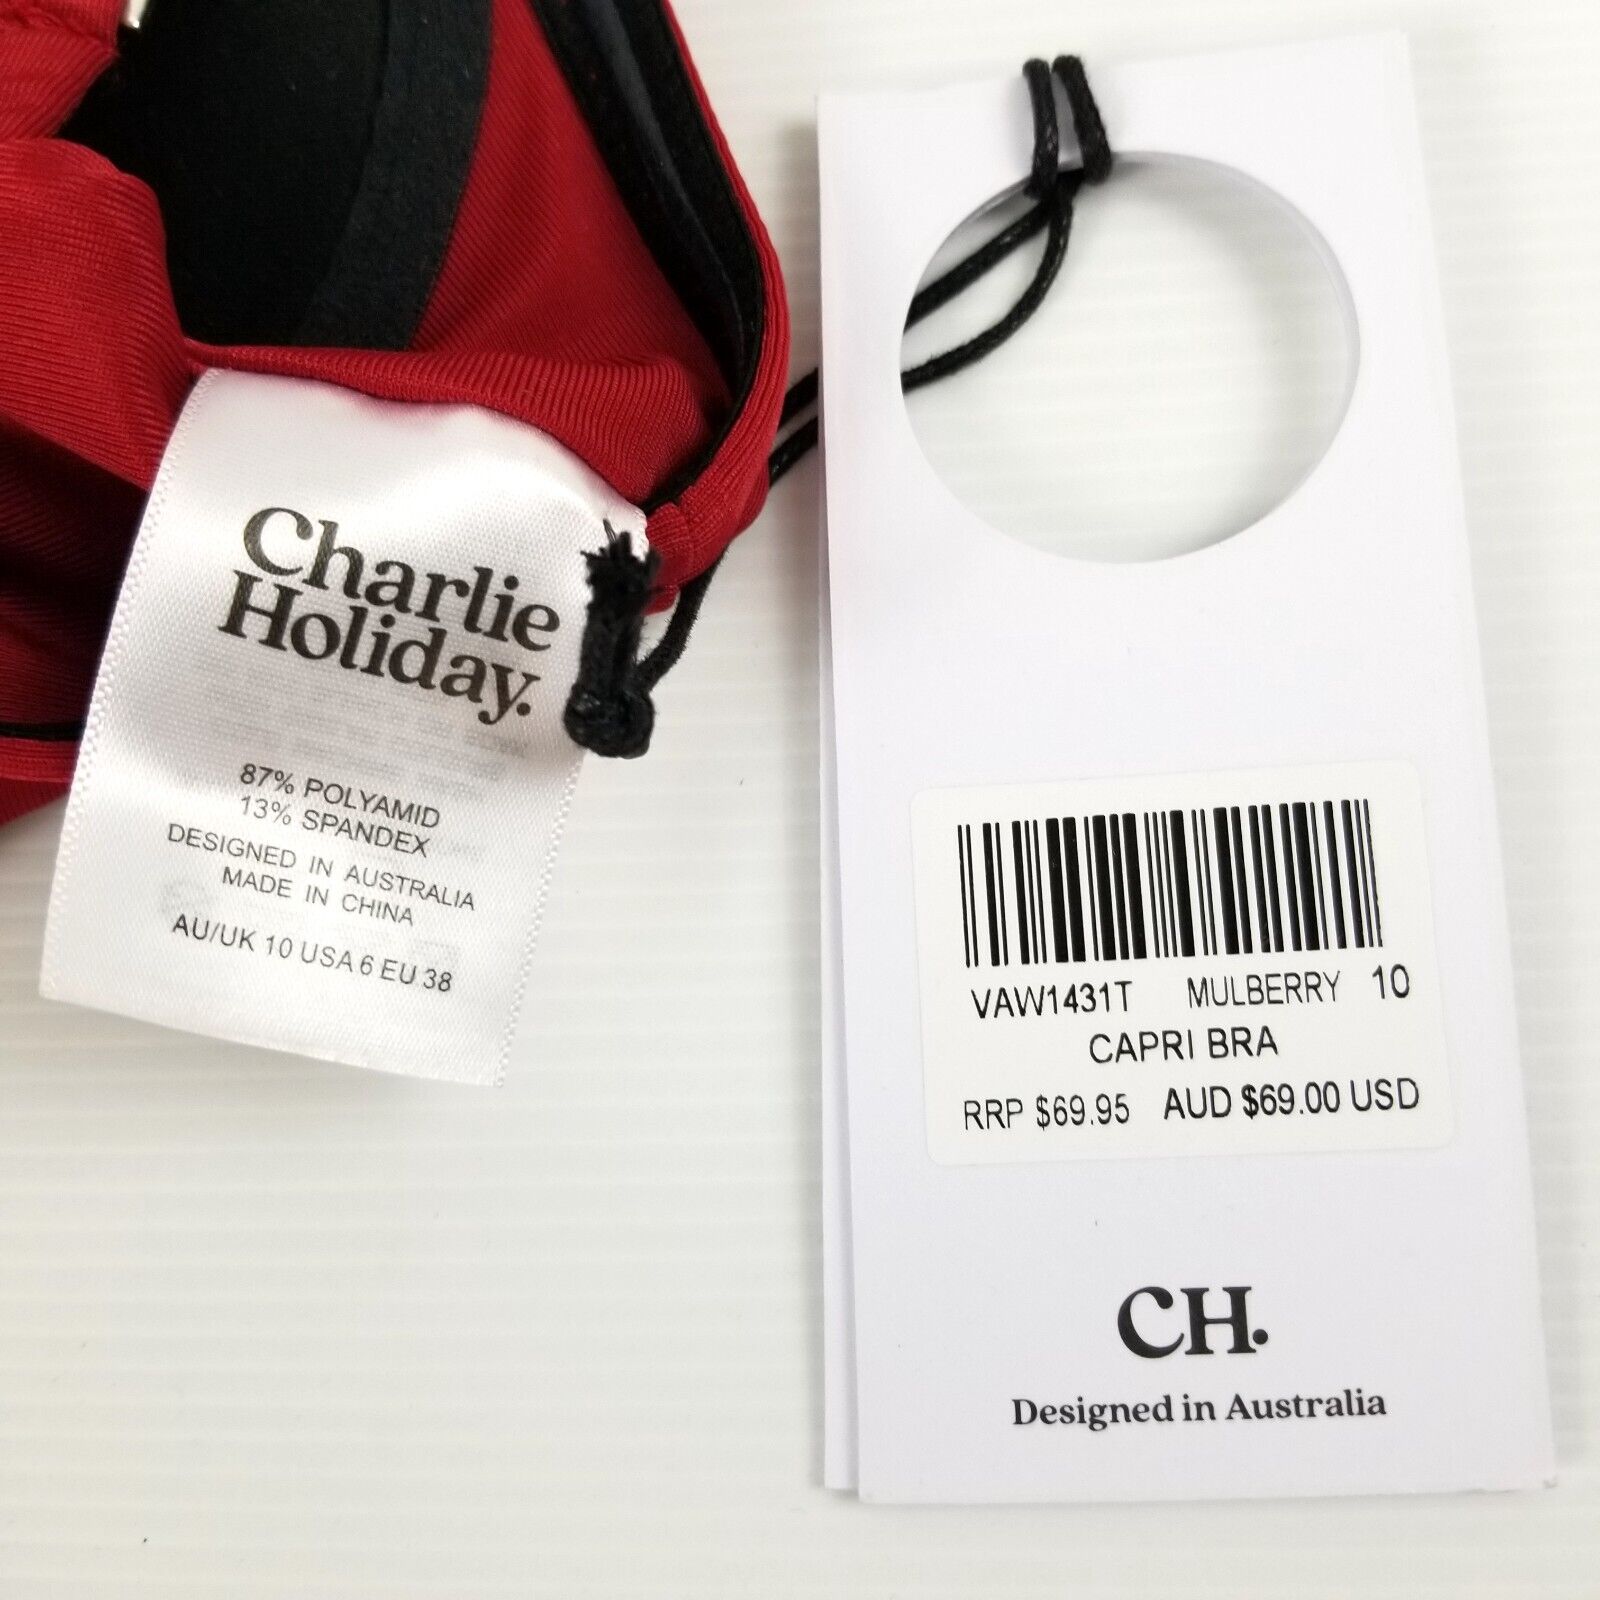 Charlie
Holiday.
87% POLYAMID
13% SPANDEX
DESIGNED IN AUSTRALIA
MADE IN CHINA
AU/UK 10 USA 6 EU 38
VAW1431T MULBERRY 10
CAPRI BRA
RRP $69.95 AUD $69.00 USD
CH.
Designed in Australia